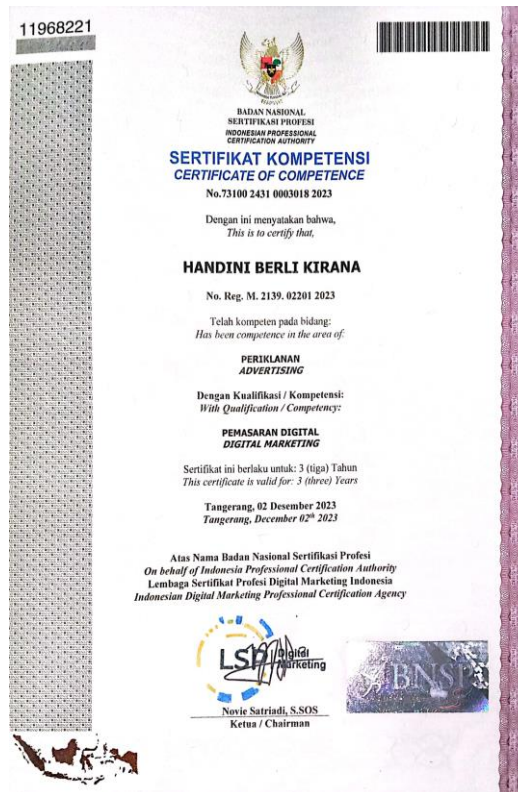 11968221
BADAN NASIONAL
SERTIFIKASI PROFESI
INDONESIAN PROFESSIONAL
CERTIFICATION AUTHORITY
SERTIFIKAT KOMPETENSI
CERTIFICATE OF COMPETENCE
No.73100 2431 0003018 2023
Dengan ini menyatakan bahwa,
This is to certify that,
HANDINI BERLI KIRANA
No. Reg. M. 2139. 02201 2023
Telah kompeten pada bidang:
Has been competence in the area of:
PERIKLANAN
ADVERTISING
Dengan Kualifikasi / Kompetensi:
With Qualification / Competency:
PEMASARAN DIGITAL
DIGITAL MARKETING
Sertifikat ini berlaku untuk: 3 (tiga) Tahun
This certificate is valid for: 3 (three) Years
Tangerang, 02 Desember 2023
Tangerang, December 02th 2023
Atas Nama Badan Nasional Sertifikasi Profesi
On behalf of Indonesia Professional Certification Authority
Lembaga Sertifikat Profesi Digital Marketing Indonesia
Indonesian Digital Marketing Professional Certification Agency
LSP Digital
Marketing
BNSP
Novie Satriadi, S.SOS
Ketua / Chairman